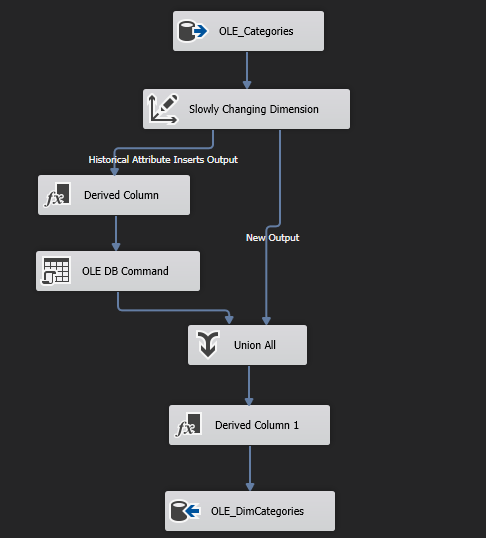 OLE_Categories
Slowly Changing Dimension
Historical Attribute Inserts Output
Derived Column
New Output
OLE DB Command
Union All
fx Derived Column 1
OLE_DimCategories